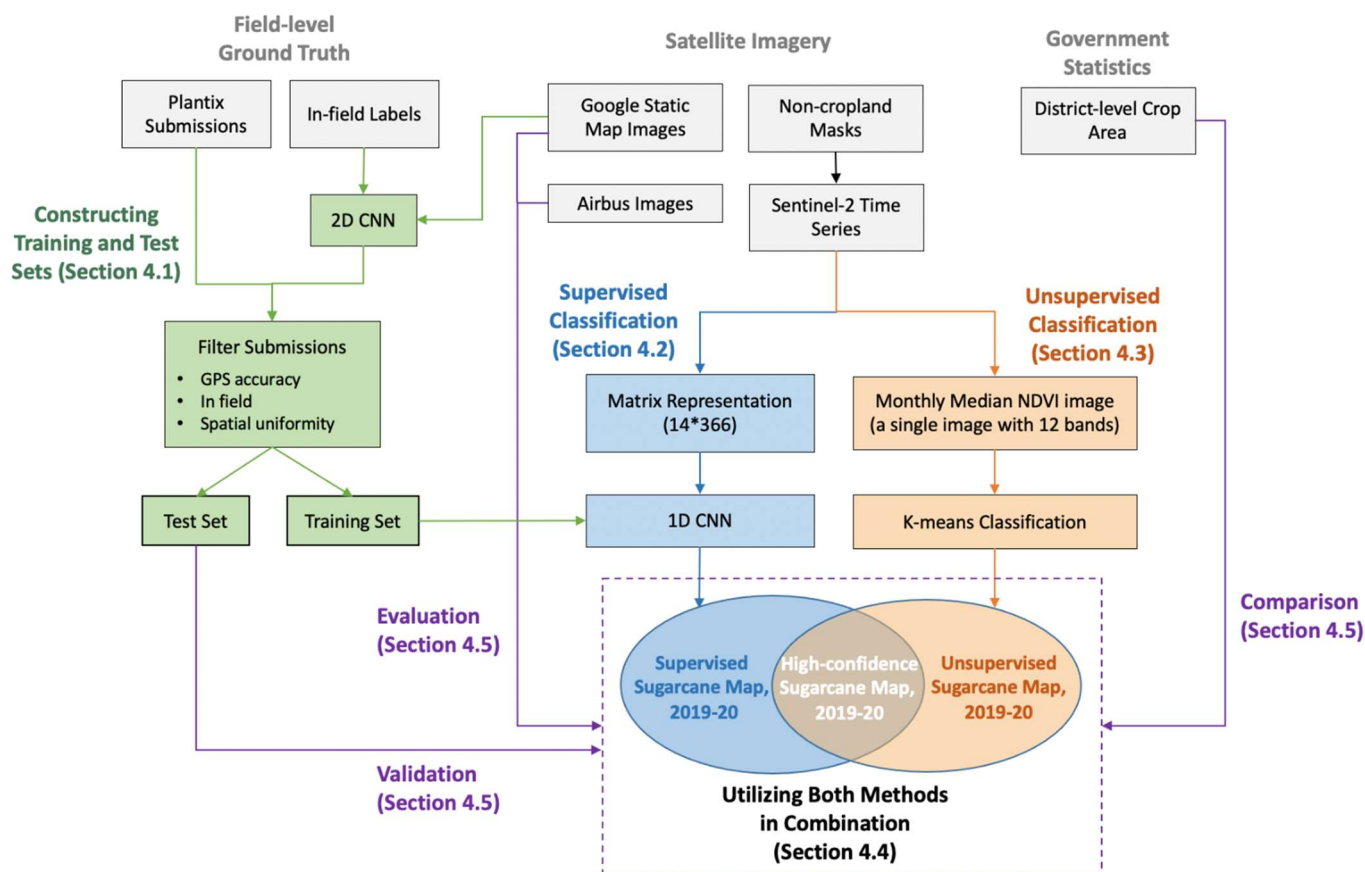 Field-level
Ground Truth
Satellite Imagery
Government
Statistics
Plantix
Submissions
In-field Labels
Google Static
Map Images
Non-cropland
Masks
District-level Crop
Area
Constructing
Training and Test
Sets (Section 4.1)
2D CNN
Airbus Images
Sentinel-2 Time
Series
Supervised
Classification
(Section 4.2)
Unsupervised
Classification
(Section 4.3)
Filter Submissions
• GPS accuracy
• In field
• Spatial uniformity
Matrix Representation
(14*366)
Monthly Median NDVI image
(a single image with 12 bands)
Test Set
Training Set
1D CNN
K-means Classification
Evaluation
(Section 4.5)
Comparison
(Section 4.5)
Supervised
Sugarcane Map,
2019-20
High-confidence
Sugarcane Map,
2019-20
Unsupervised
Sugarcane Map,
2019-20
Validation
(Section 4.5)
Utilizing Both Methods
in Combination
(Section 4.4)